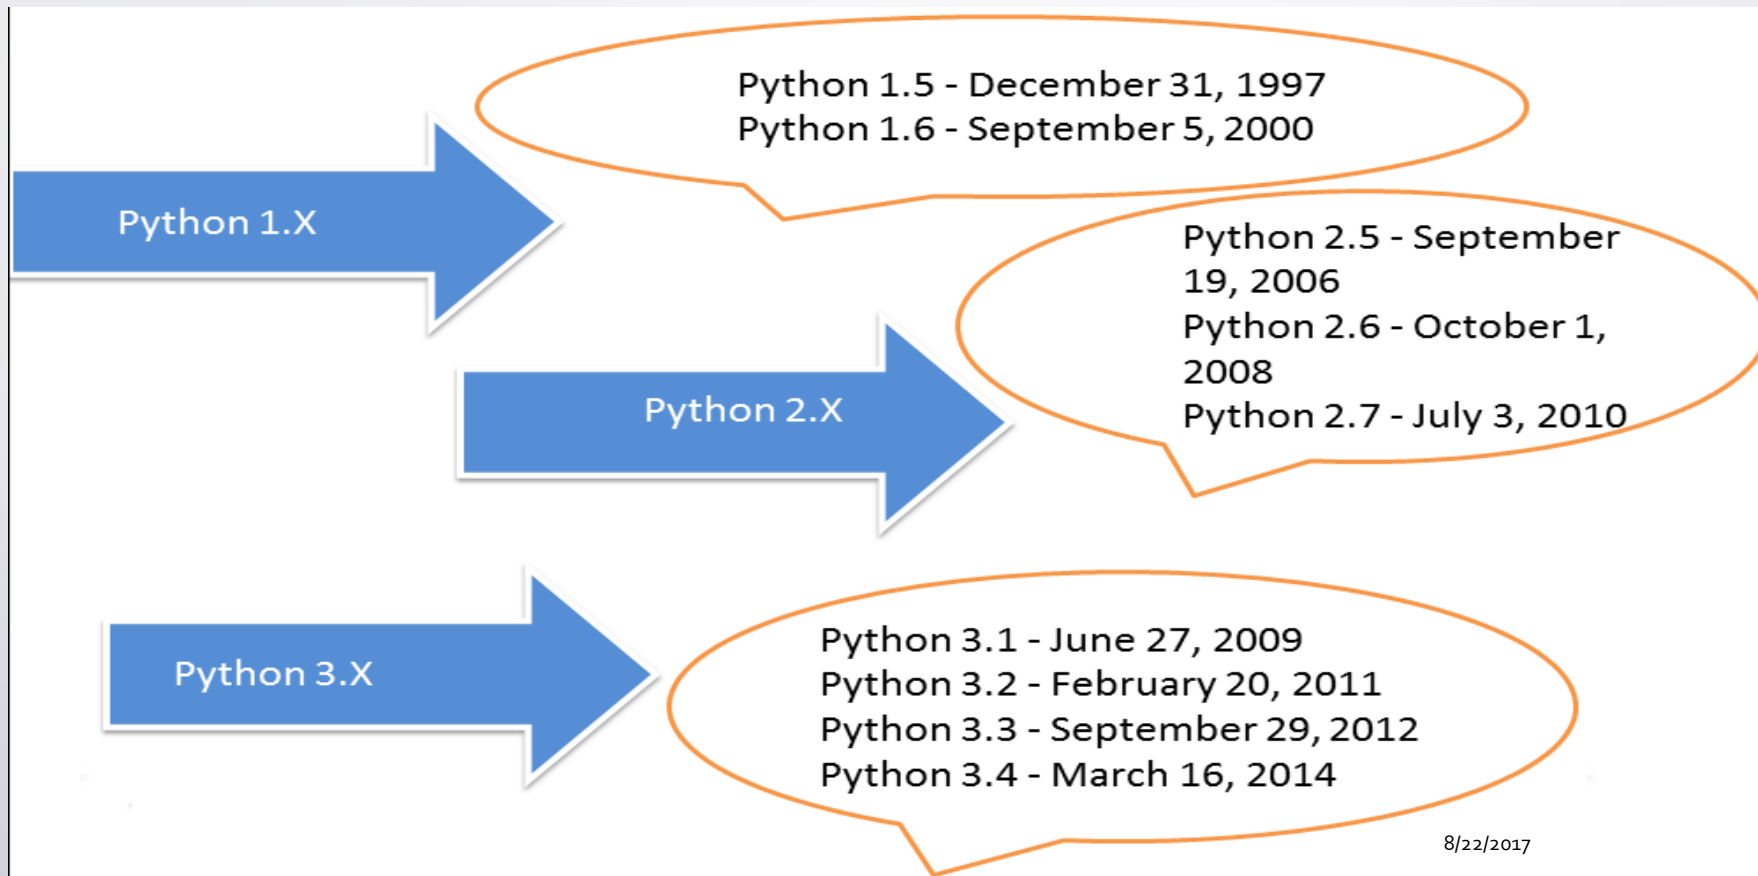 Python 1.X
Python 1.5 - December 31, 1997
Python 1.6 - September 5, 2000
Python 2.X
Python 2.5 - September
19, 2006
Python 2.6 - October 1,
2008
Python 2.7 - July 3, 2010
Python 3.X
Python 3.1 - June 27, 2009
Python 3.2 - February 20, 2011
Python 3.3 - September 29, 2012
Python 3.4 - March 16, 2014
8/22/2017